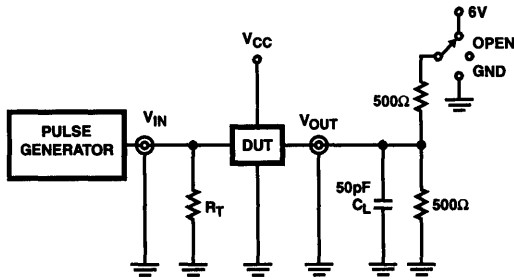 6V
OPEN
GND
VCC
500Ω
VIN
VOUT
PULSE
GENERATOR
DUT
50pF
CL
RT
500Ω